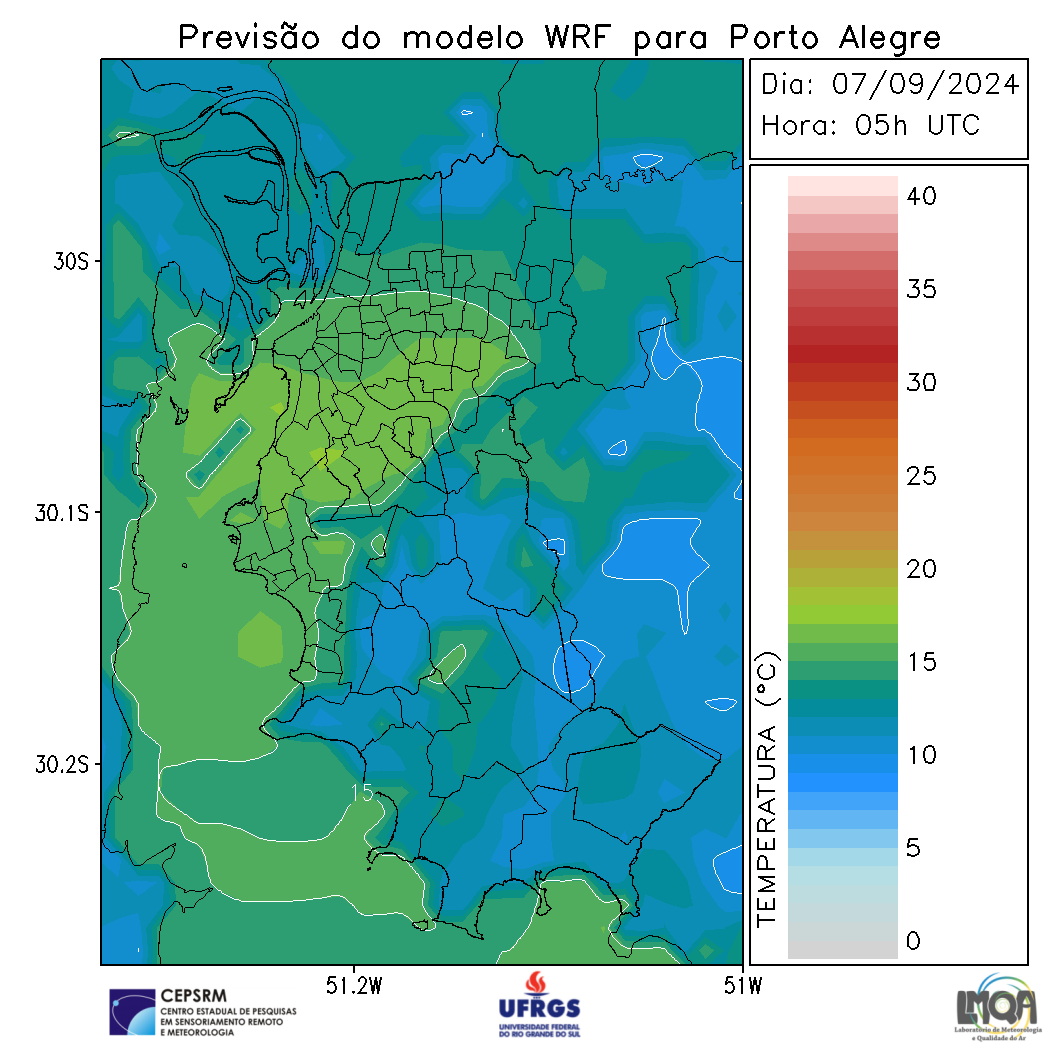 Previsão do modelo WRF para Porto Alegre
Dia: 07/09/2024
Hora: 05h UTC
30S
30.1S
30.2S
51.2W
51W
15
TEMPERATURA (°C)
40
35
30
25
20
15
10
5
0
CEPSRM
CENTRO ESTADUAL DE PESQUISAS
EM SENSORIAMENTO REMOTO
E METEOROLOGIA
UFRGS
UNIVERSIDADE FEDERAL
DO RIO GRANDE DO SUL
LMQA
Laboratório de Meteorologia
e Qualidade do Ar